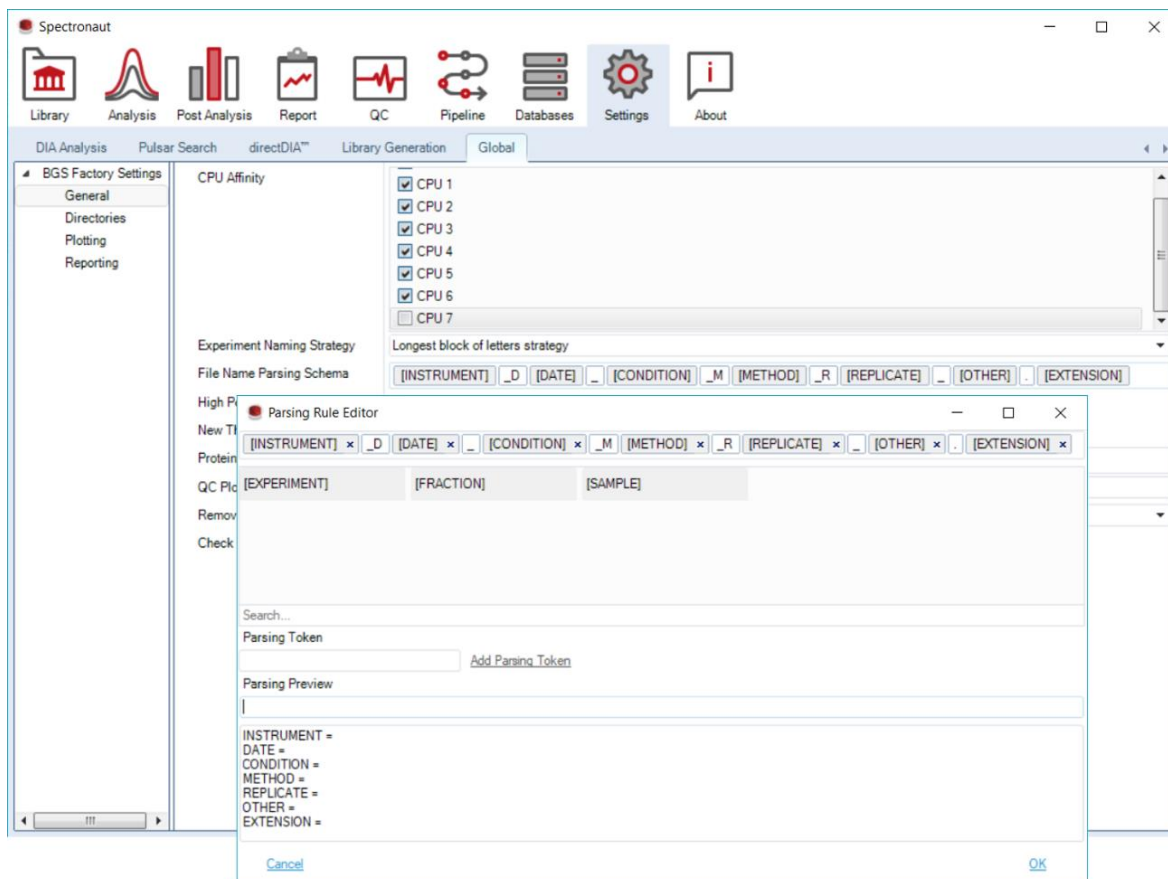 Spectronaut
Library Analysis Post Analysis Report QC Pipeline Databases Settings About
DIA Analysis Pulsar Search directDIA™ Library Generation Global
BGS Factory Settings
General
Directories
Plotting
Reporting
CPU Affinity
CPU 1
CPU 2
CPU 3
CPU 4
CPU 5
CPU 6
CPU 7
Experiment Naming Strategy Longest block of letters strategy
File Name Parsing Schema [INSTRUMENT] _D [DATE] _ [CONDITION] _M [METHOD] _R [REPLICATE] _ [OTHER] . [EXTENSION]
High
New
Protein
QC
Check
Parsing Rule Editor
[INSTRUMENT] × _D [DATE] × _ [CONDITION] × _M [METHOD] × _R [REPLICATE] × _ [OTHER] × . [EXTENSION] ×
[EXPERIMENT] [FRACTION] [SAMPLE]
Search...
Parsing Token
Add Parsing Token
Parsing Preview
INSTRUMENT =
DATE =
CONDITION =
METHOD =
REPLICATE =
OTHER =
EXTENSION =
Cancel OK